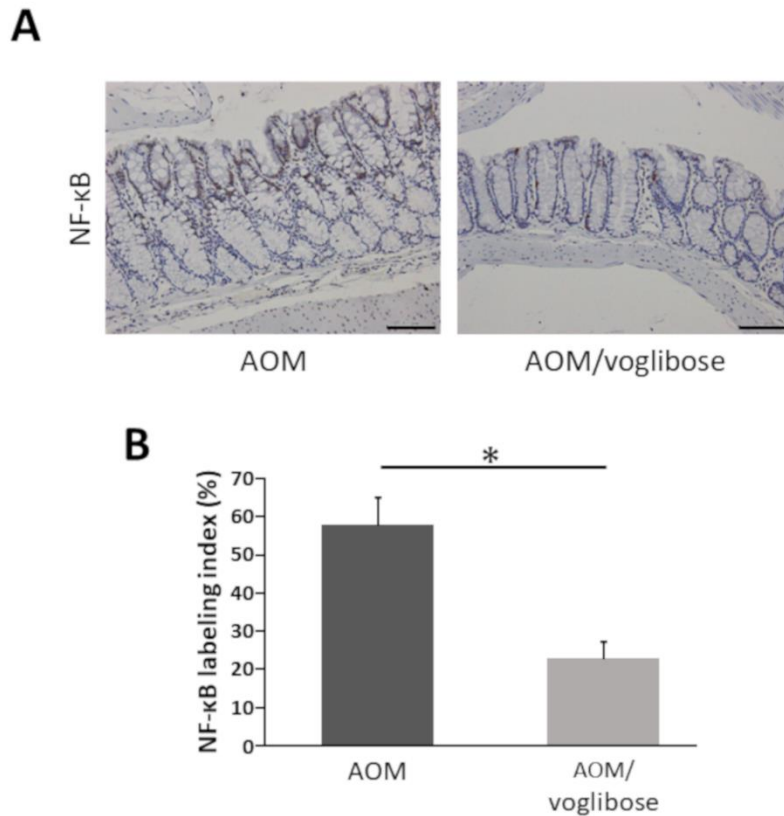 A
NF-κB
AOM
AOM/voglibose
B
*
NF-κB labeling index (%)
70
60
50
40
30
20
10
0
AOM
AOM/
voglibose